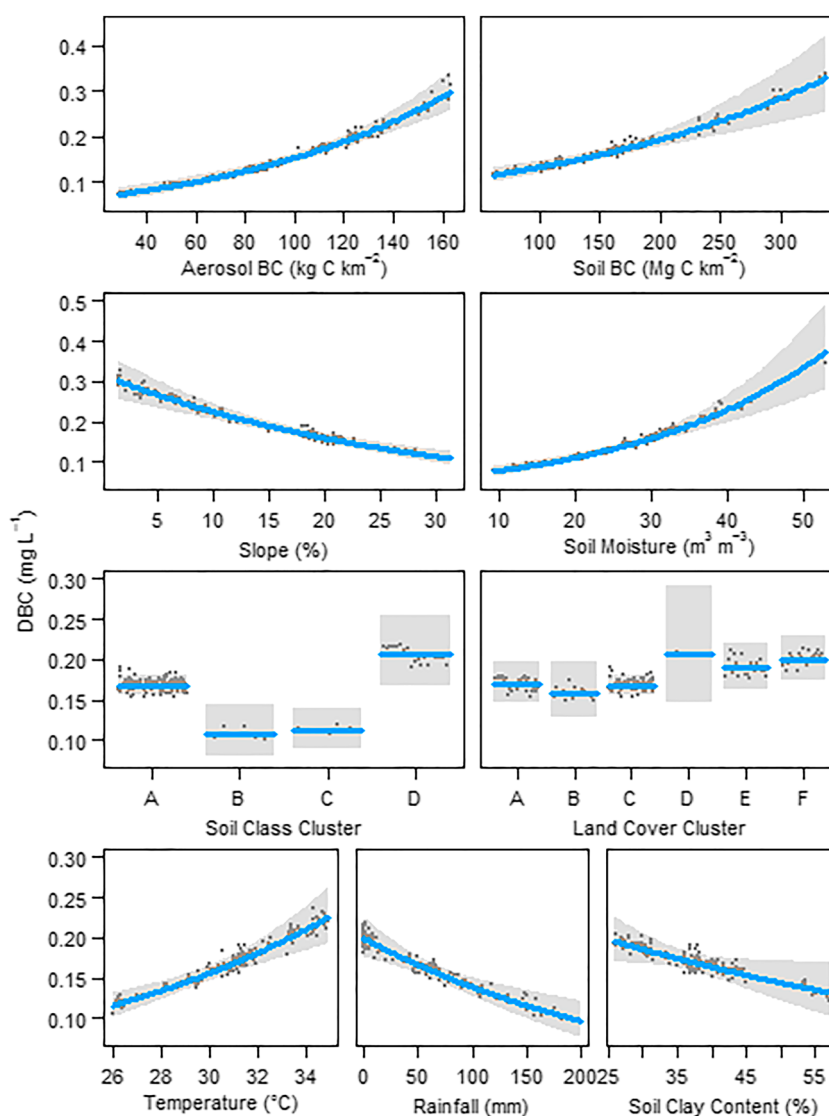 0.4
0.3
0.2
0.1
40 60 80 100 120 140 160
100 150 200 250 300
Aerosol BC (kg C km⁻²)
Soil BC (Mg C km⁻²)
0.5
0.4
0.3
0.2
0.1
5 10 15 20 25 30
10 20 30 40 50
Slope (%)
Soil Moisture (m³ m⁻³)
DBC (mg L⁻¹)
0.30
0.25
0.20
0.15
0.10
A B C D
A B C D E F
Soil Class Cluster
Land Cover Cluster
0.30
0.25
0.20
0.15
0.10
26 28 30 32 34
0 50 100 150 200
25 35 45 55
Temperature (°C)
Rainfall (mm)
Soil Clay Content (%)